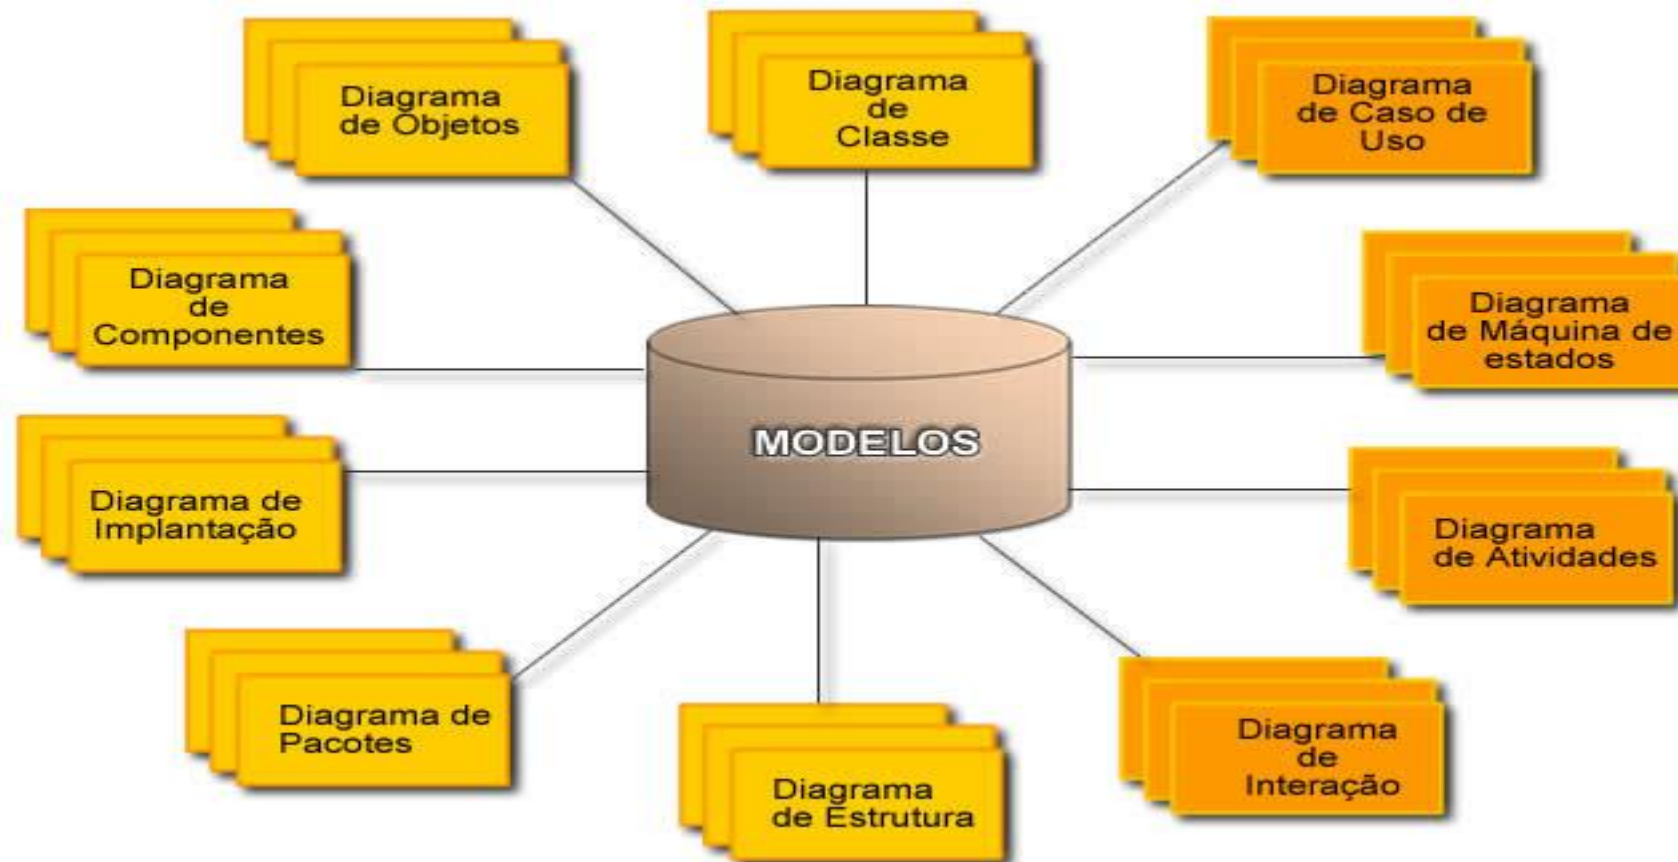 Diagrama
de Objetos
Diagrama
de
Classe
Diagrama
de Caso de
Uso
Diagrama
de
Componentes
Diagrama
de Máquina de
estados
MODELOS
Diagrama de
Implantação
Diagrama
de Atividades
Diagrama de
Pacotes
Diagrama
de Estrutura
Diagrama
de
Interação